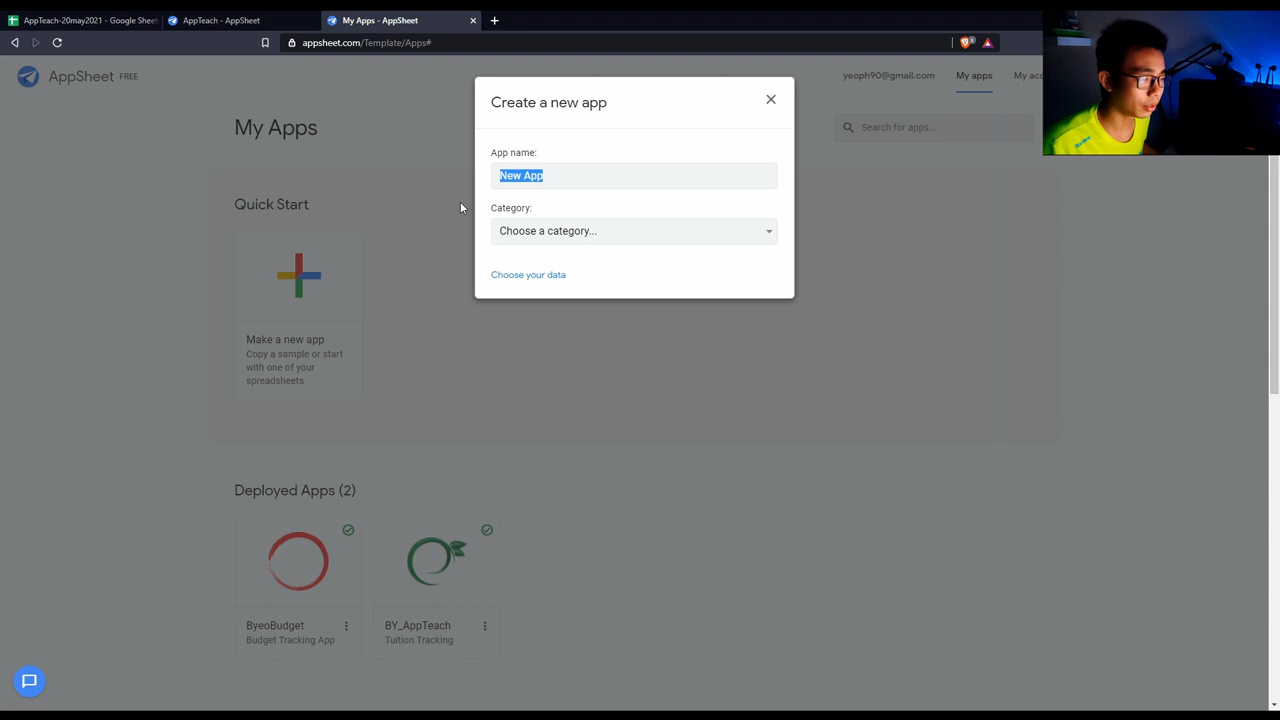 AppTeach-20may2021 - Google Sheet
AppTeach - AppSheet
My Apps - AppSheet
appsheet.com/Template/Apps#
AppSheet FREE
yeoph90@gmail.com
My apps
My acc
My Apps
Search for apps...
Create a new app
App name:
New App
Category:
Choose a category...
Choose your data
Quick Start
Make a new app
Copy a sample or start
with one of your
spreadsheets
Deployed Apps (2)
ByeoBudget
Budget Tracking App
BY_AppTeach
Tuition Tracking